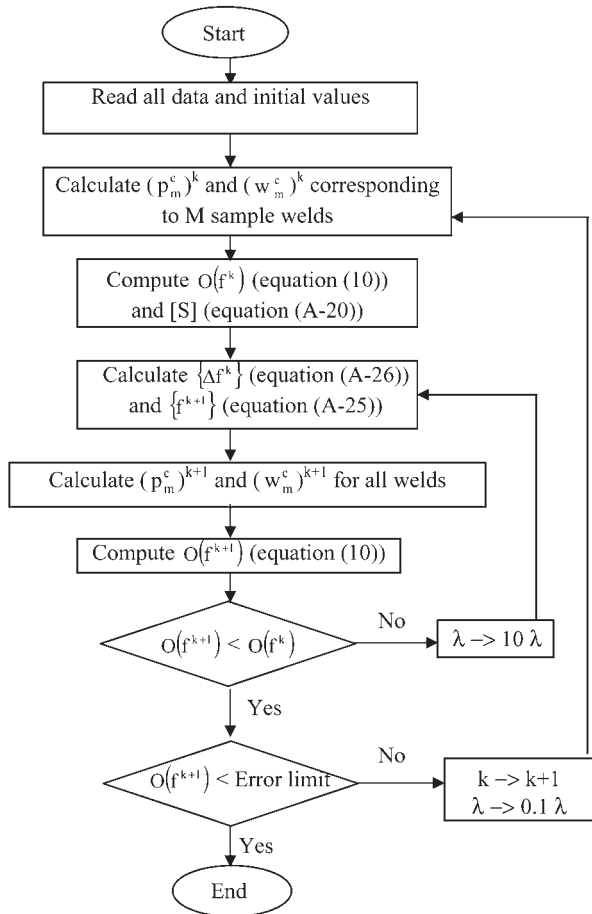 Start
Read all data and initial values
Calculate (p_m^c)^k and (w_m^c)^k corresponding
to M sample welds
Compute O(f^k) (equation (10))
and [S] (equation (A-20))
Calculate {Δf^k} (equation (A-26))
and {f^{k+1}} (equation (A-25))
Calculate (p_m^c)^{k+1} and (w_m^c)^{k+1} for all welds
Compute O(f^{k+1}) (equation (10))
O(f^{k+1}) < O(f^k)
No
λ –> 10 λ
Yes
O(f^{k+1}) < Error limit
No
k –> k+1
λ –> 0.1 λ
Yes
End